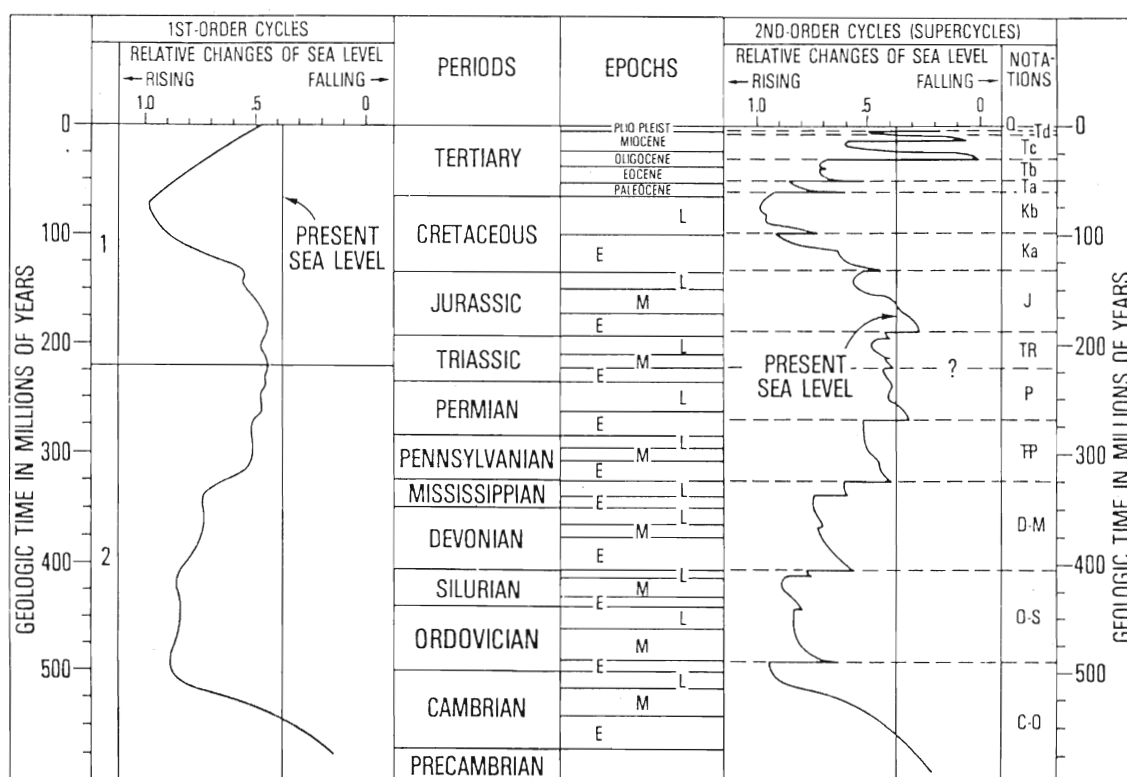 1ST-ORDER CYCLES
RELATIVE CHANGES OF SEA LEVEL
←RISING FALLING→
1.0 .5 0
PERIODS
EPOCHS
2ND-ORDER CYCLES (SUPERCYCLES)
RELATIVE CHANGES OF SEA LEVEL
←RISING FALLING→
1.0 .5 0
NOTA-
TIONS
GEOLOGIC TIME IN MILLIONS OF YEARS
0
100
200
300
400
500
1
2
PRESENT
SEA LEVEL
TERTIARY
CRETACEOUS
JURASSIC
TRIASSIC
PERMIAN
PENNSYLVANIAN
MISSISSIPPIAN
DEVONIAN
SILURIAN
ORDOVICIAN
CAMBRIAN
PRECAMBRIAN
PLIO PLEIST
MIOCENE
OLIGOCENE
EOCENE
PALEOCENE
L
E
L
M
E
L
M
E
L
E
L
M
E
L
E
L
M
E
L
M
E
L
M
E
L
M
E
PRESENT
SEA LEVEL
?
Q
Td
Tc
Tb
Ta
Kb
Ka
J
TR
P
D-M
O-S
C-O
0
100
200
300
400
500
GEOLOGIC TIME IN MILLIONS OF YEARS